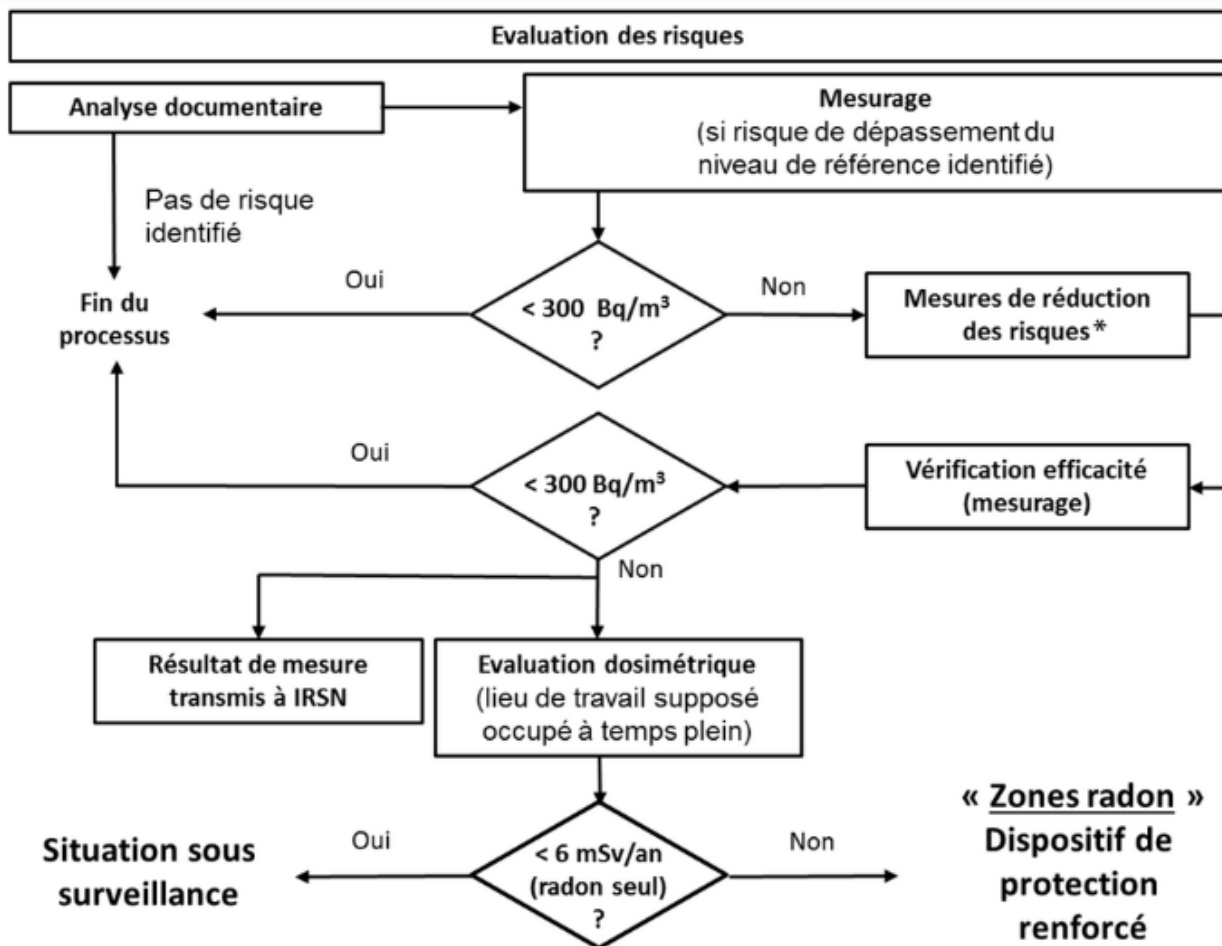 Evaluation des risques
Analyse documentaire
Mesurage
(si risque de dépassement du
niveau de référence identifié)
Pas de risque
identifié
Oui
< 300 Bq/m³
?
Non
Mesures de réduction
des risques*
Fin du
processus
Oui
< 300 Bq/m³
?
Vérification efficacité
(mesurage)
Non
Résultat de mesure
transmis à IRSN
Evaluation dosimétrique
(lieu de travail supposé
occupé à temps plein)
Situation sous
surveillance
Oui
< 6 mSv/an
(radon seul)
?
Non
« Zones radon »
Dispositif de
protection
renforcé